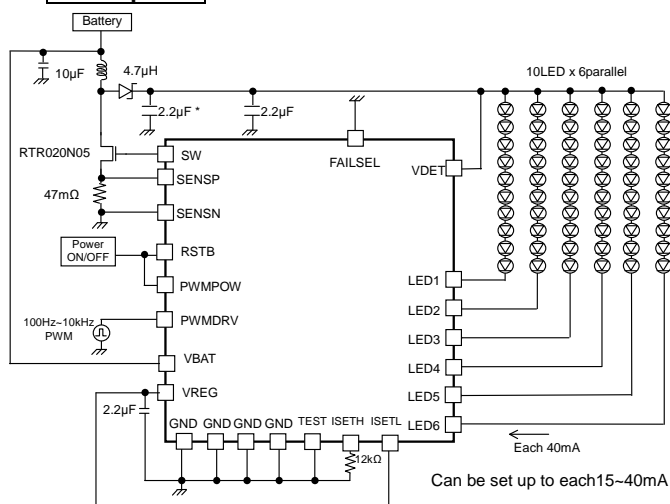 Battery
10µF
4.7µH
2.2µF *
2.2µF
10LED x 6parallel
RTR020N05
FAILSEL
SW
SENSP
VDET
47mΩ
SENSN
Power
ON/OFF
RSTB
PWMPOW
LED1
LED2
100Hz~10kHz
PWM
PWMDRV
LED3
VBAT
LED4
VREG
LED5
2.2µF
GND GND GND GND TEST ISETH ISETL
LED6
12kΩ
Each 40mA
Can be set up to each15~40mA